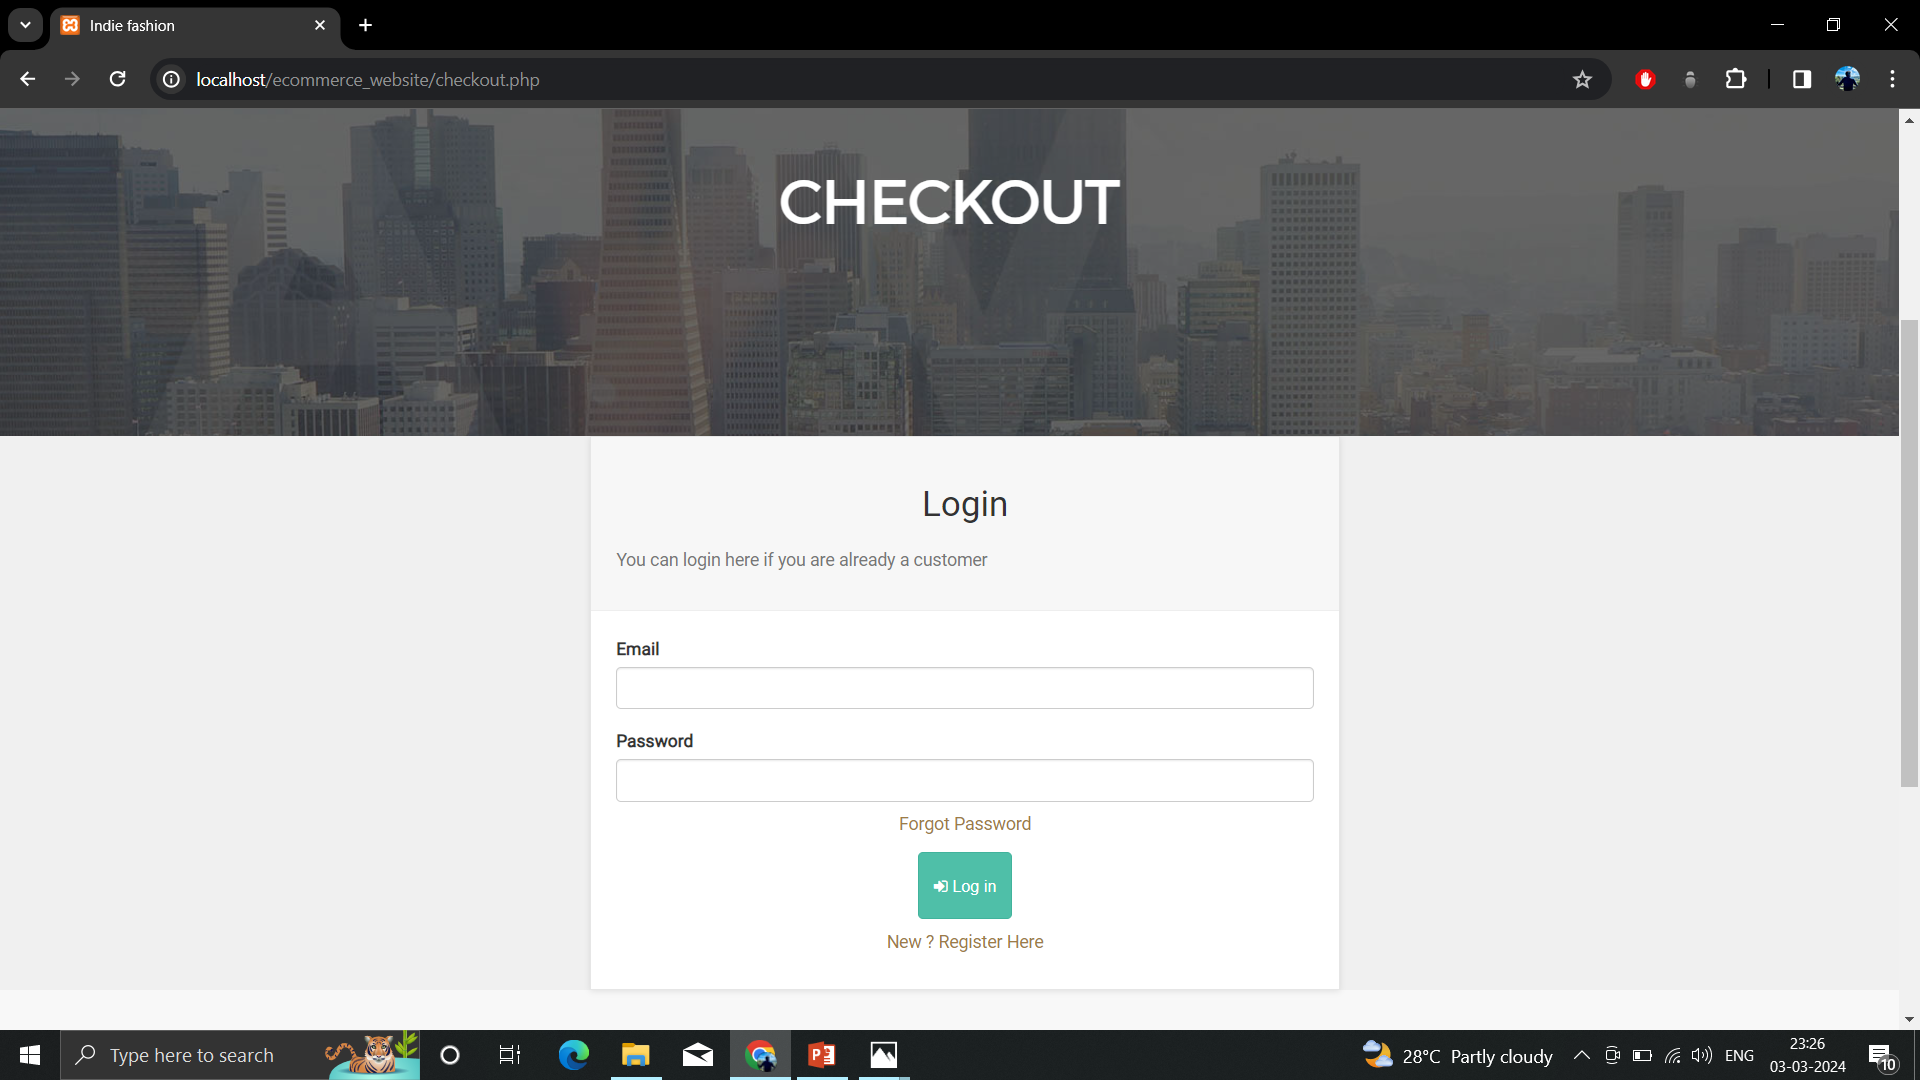 Indie fashion
localhost/ecommerce_website/checkout.php
CHECKOUT
Login
You can login here if you are already a customer
Email
Password
Forgot Password
Log in
New ? Register Here
Type here to search
28°C Partly cloudy
ENG
23:26
03-03-2024
10